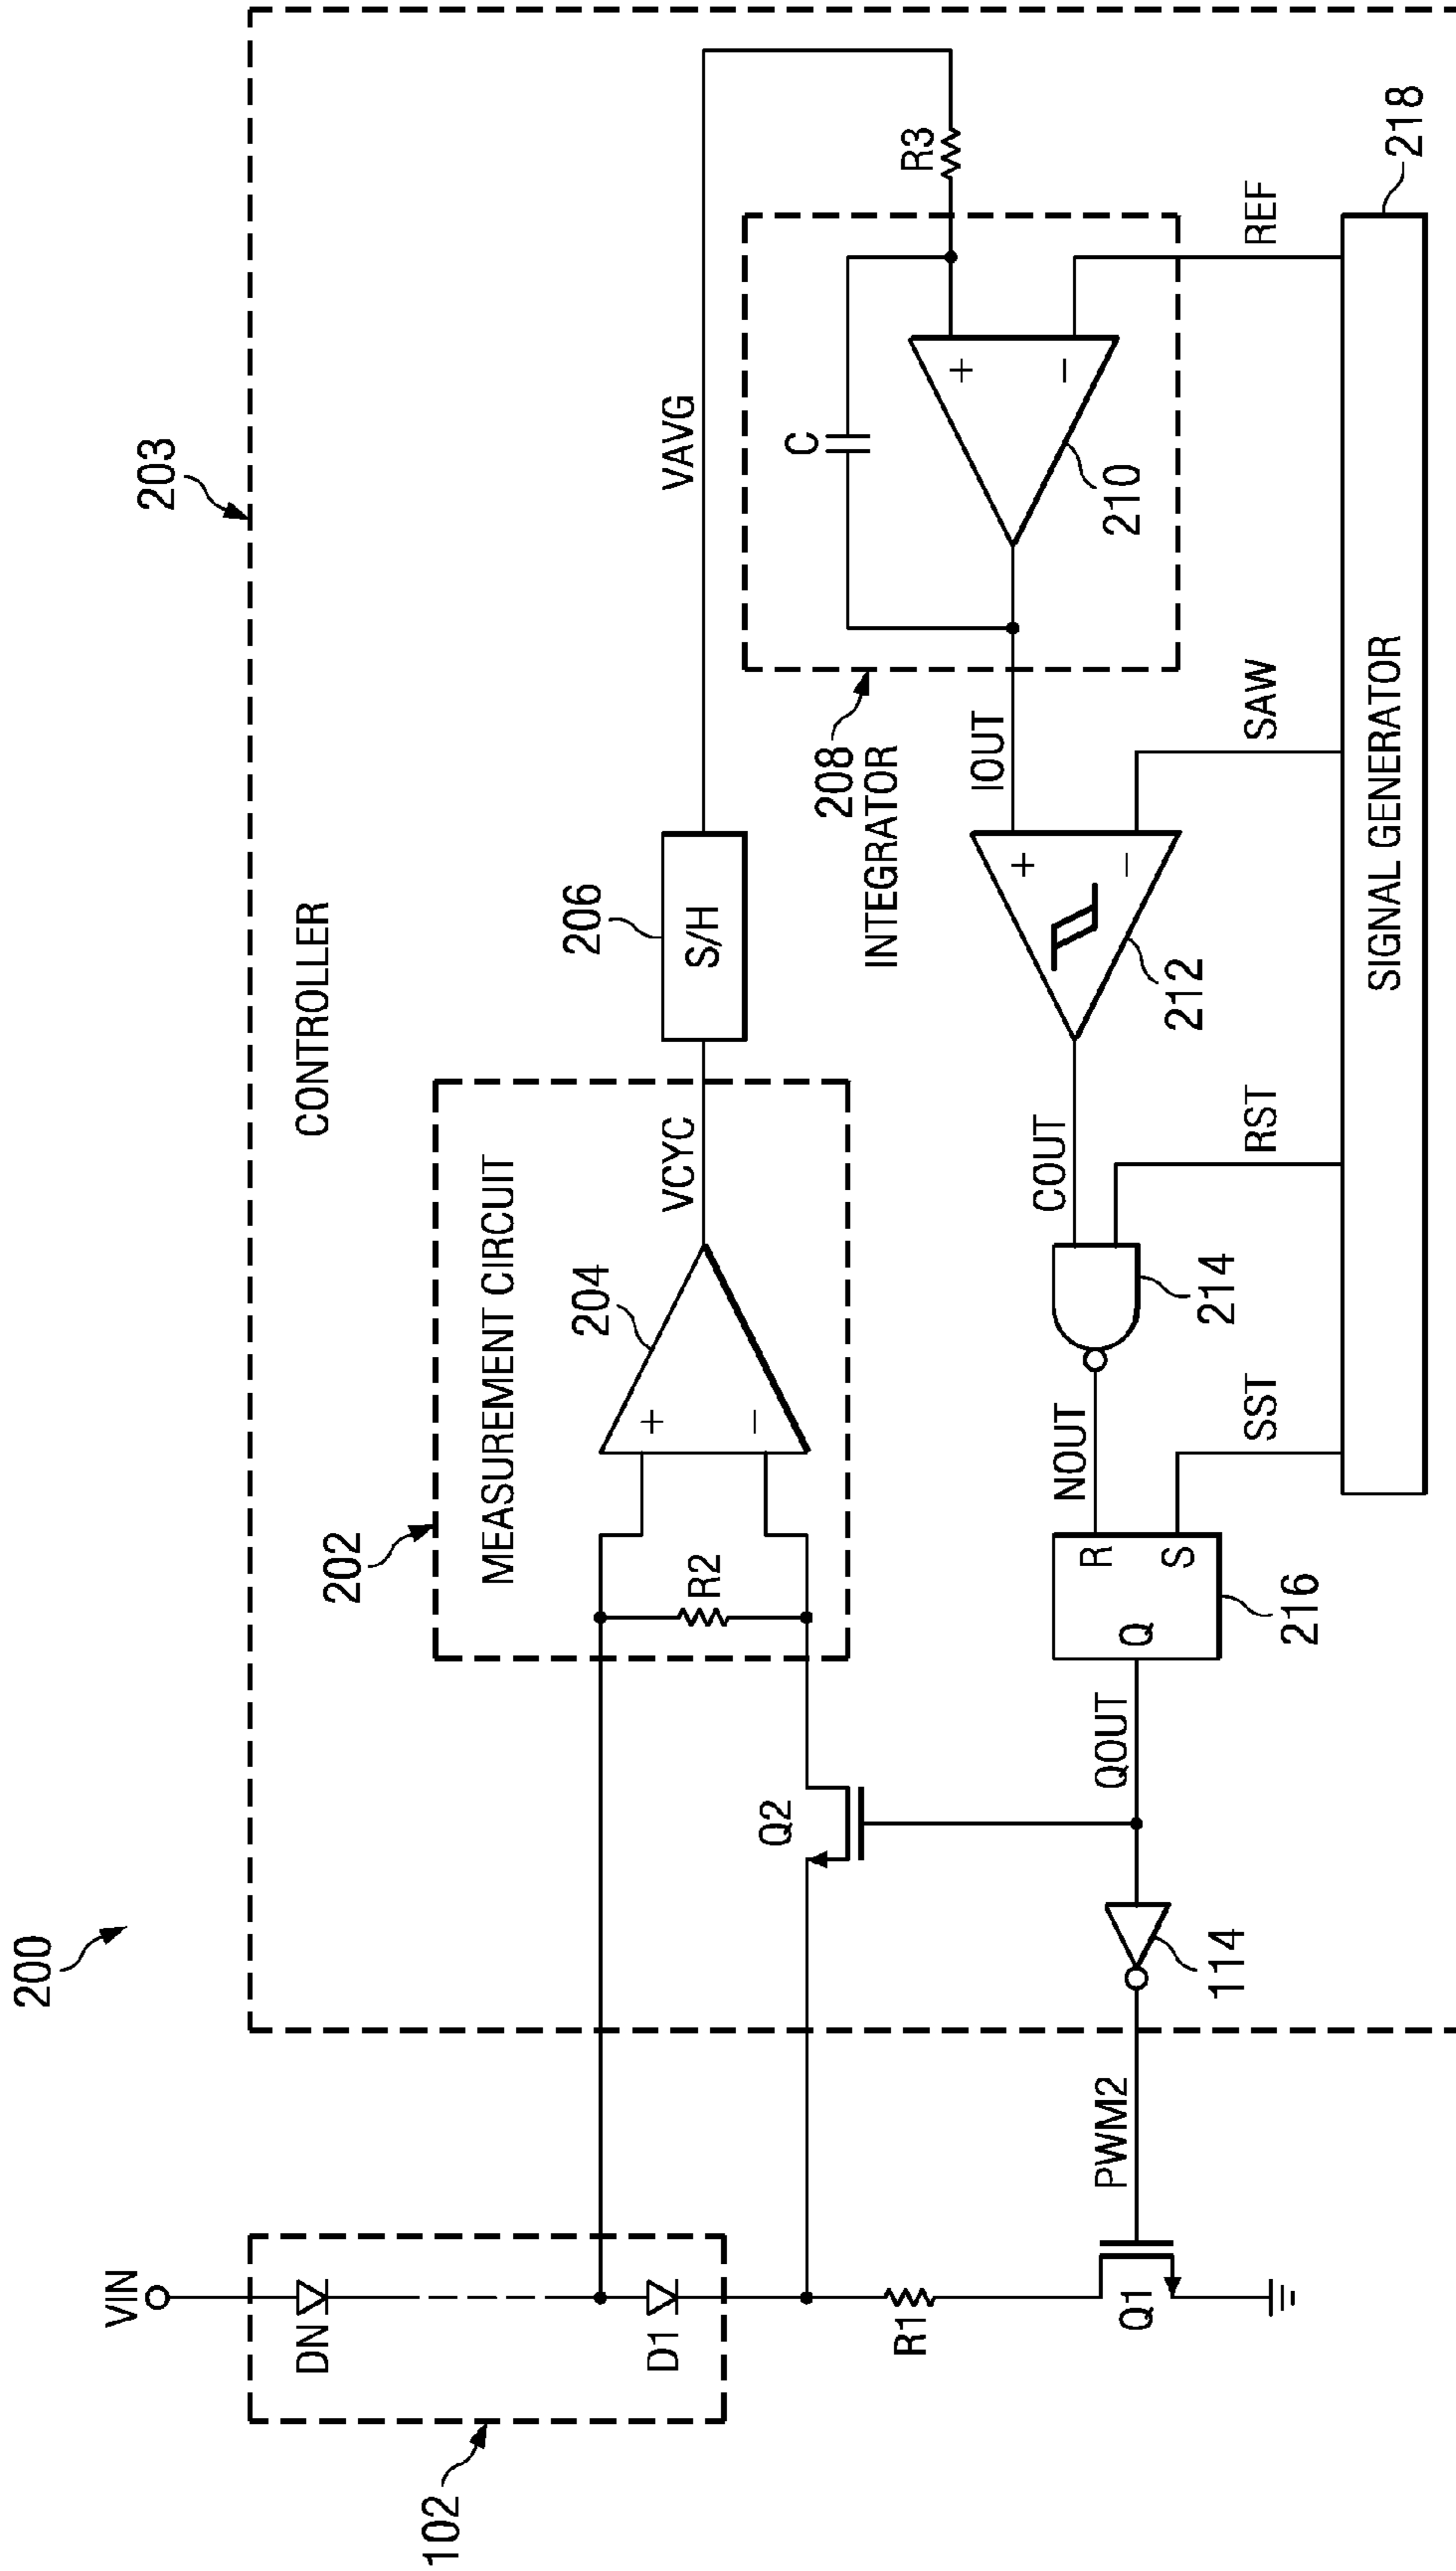 200
203
VIN
102
DN
D1
R1
Q1
PWM2
CONTROLLER
202
MEASUREMENT CIRCUIT
R2
204
+
−
VCYC
206
S/H
VAVG
R3
Q2
114
QOUT
216
Q
R
S
NOUT
SST
214
COUT
RST
212
+
−
IOUT
SAW
208
INTEGRATOR
C
210
+
−
REF
218
SIGNAL GENERATOR